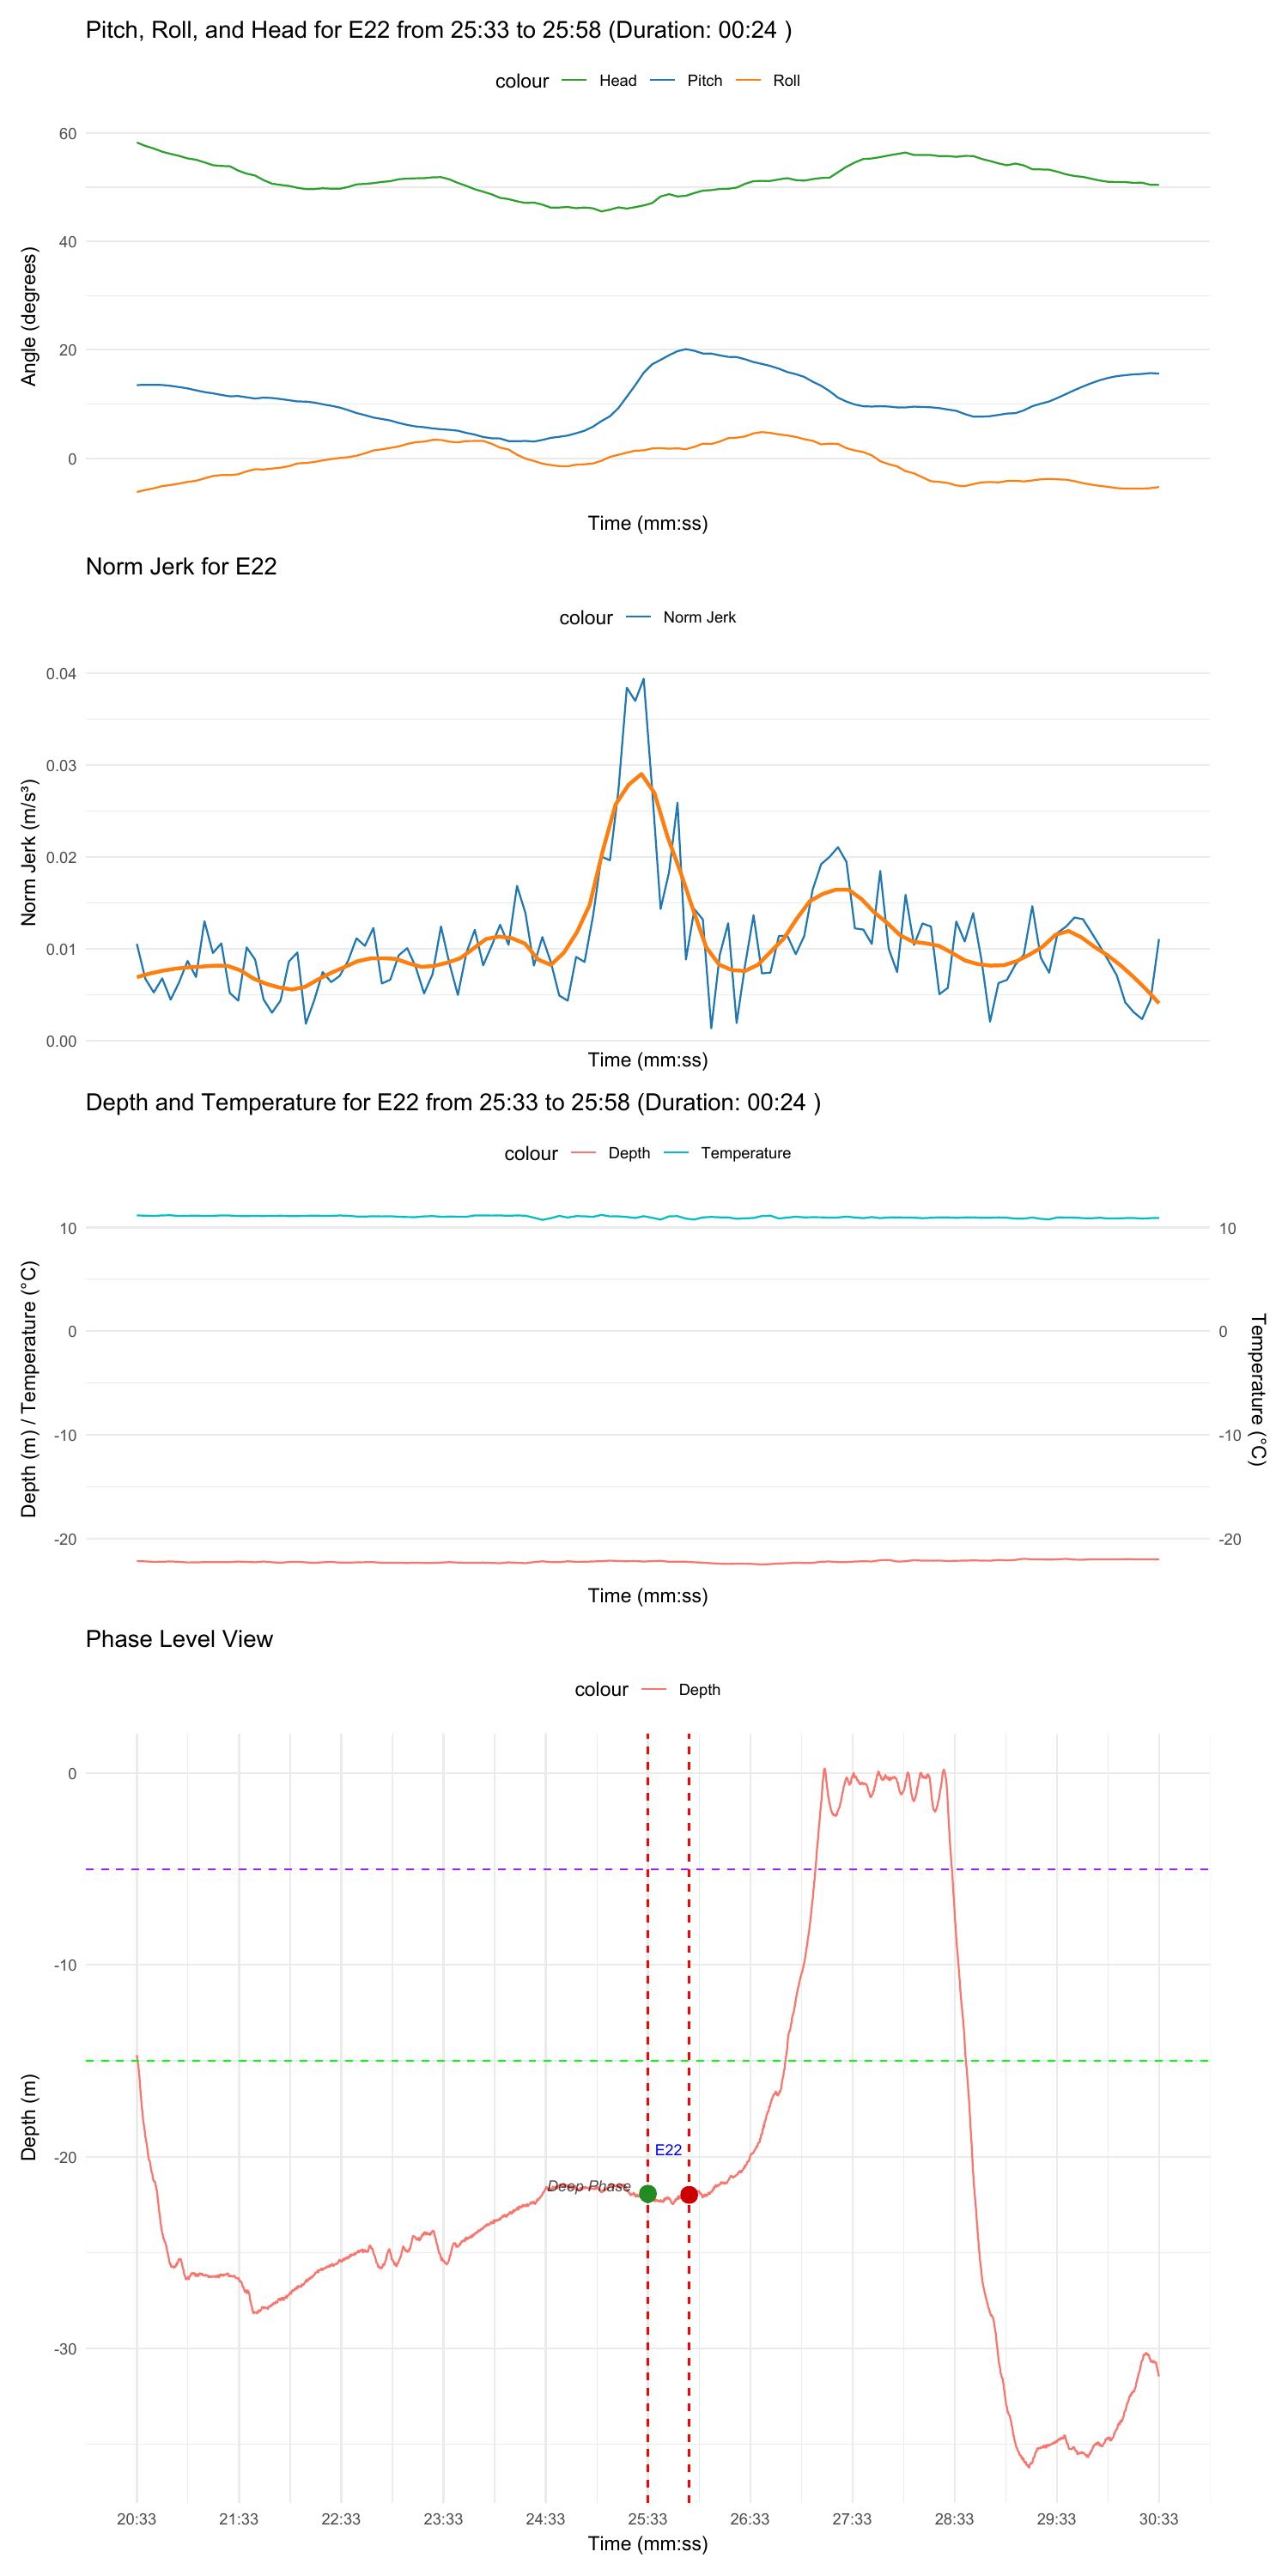 Pitch, Roll, and Head for E22 from 25:33 to 25:58 (Duration: 00:24 )
colour Head Pitch Roll
60
40
20
0
Angle (degrees)
Time (mm:ss)
Norm Jerk for E22
colour Norm Jerk
0.04
0.03
0.02
0.01
0.00
Norm Jerk (m/s³)
Time (mm:ss)
Depth and Temperature for E22 from 25:33 to 25:58 (Duration: 00:24 )
colour Depth Temperature
10 10
0 0
-10 -10
-20 -20
Depth (m) / Temperature (°C)
Temperature (°C)
Time (mm:ss)
Phase Level View
colour Depth
0
-10
-20
-30
Depth (m)
E22
Deep Phase
20:33 21:33 22:33 23:33 24:33 25:33 26:33 27:33 28:33 29:33 30:33
Time (mm:ss)